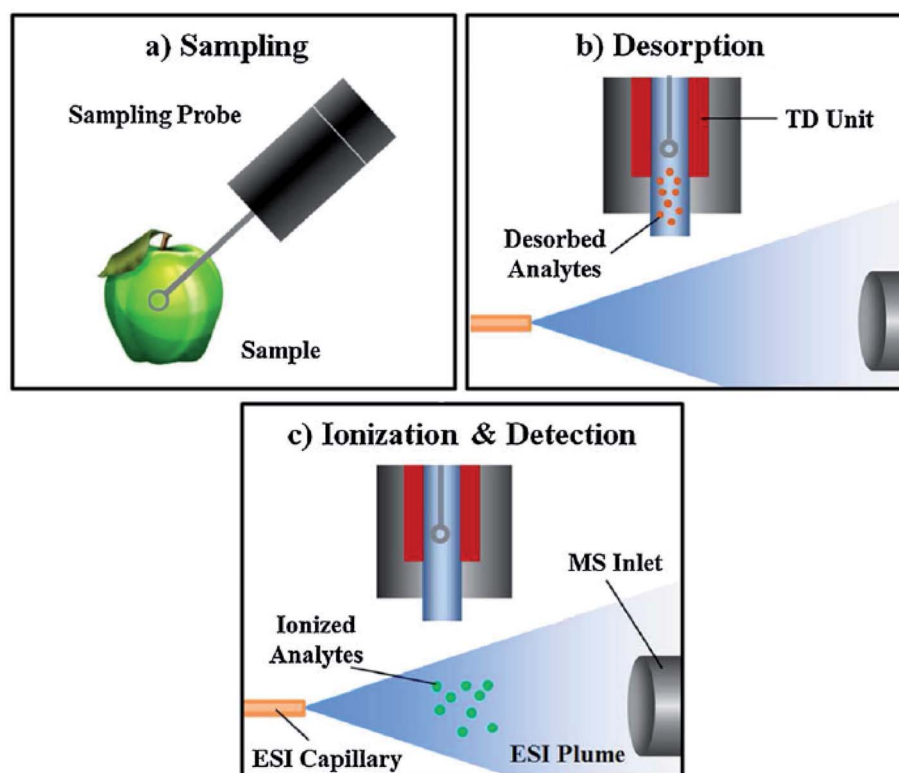 a) Sampling
Sampling Probe
Sample
b) Desorption
TD Unit
Desorbed
Analytes
c) Ionization & Detection
MS Inlet
Ionized
Analytes
ESI Capillary
ESI Plume